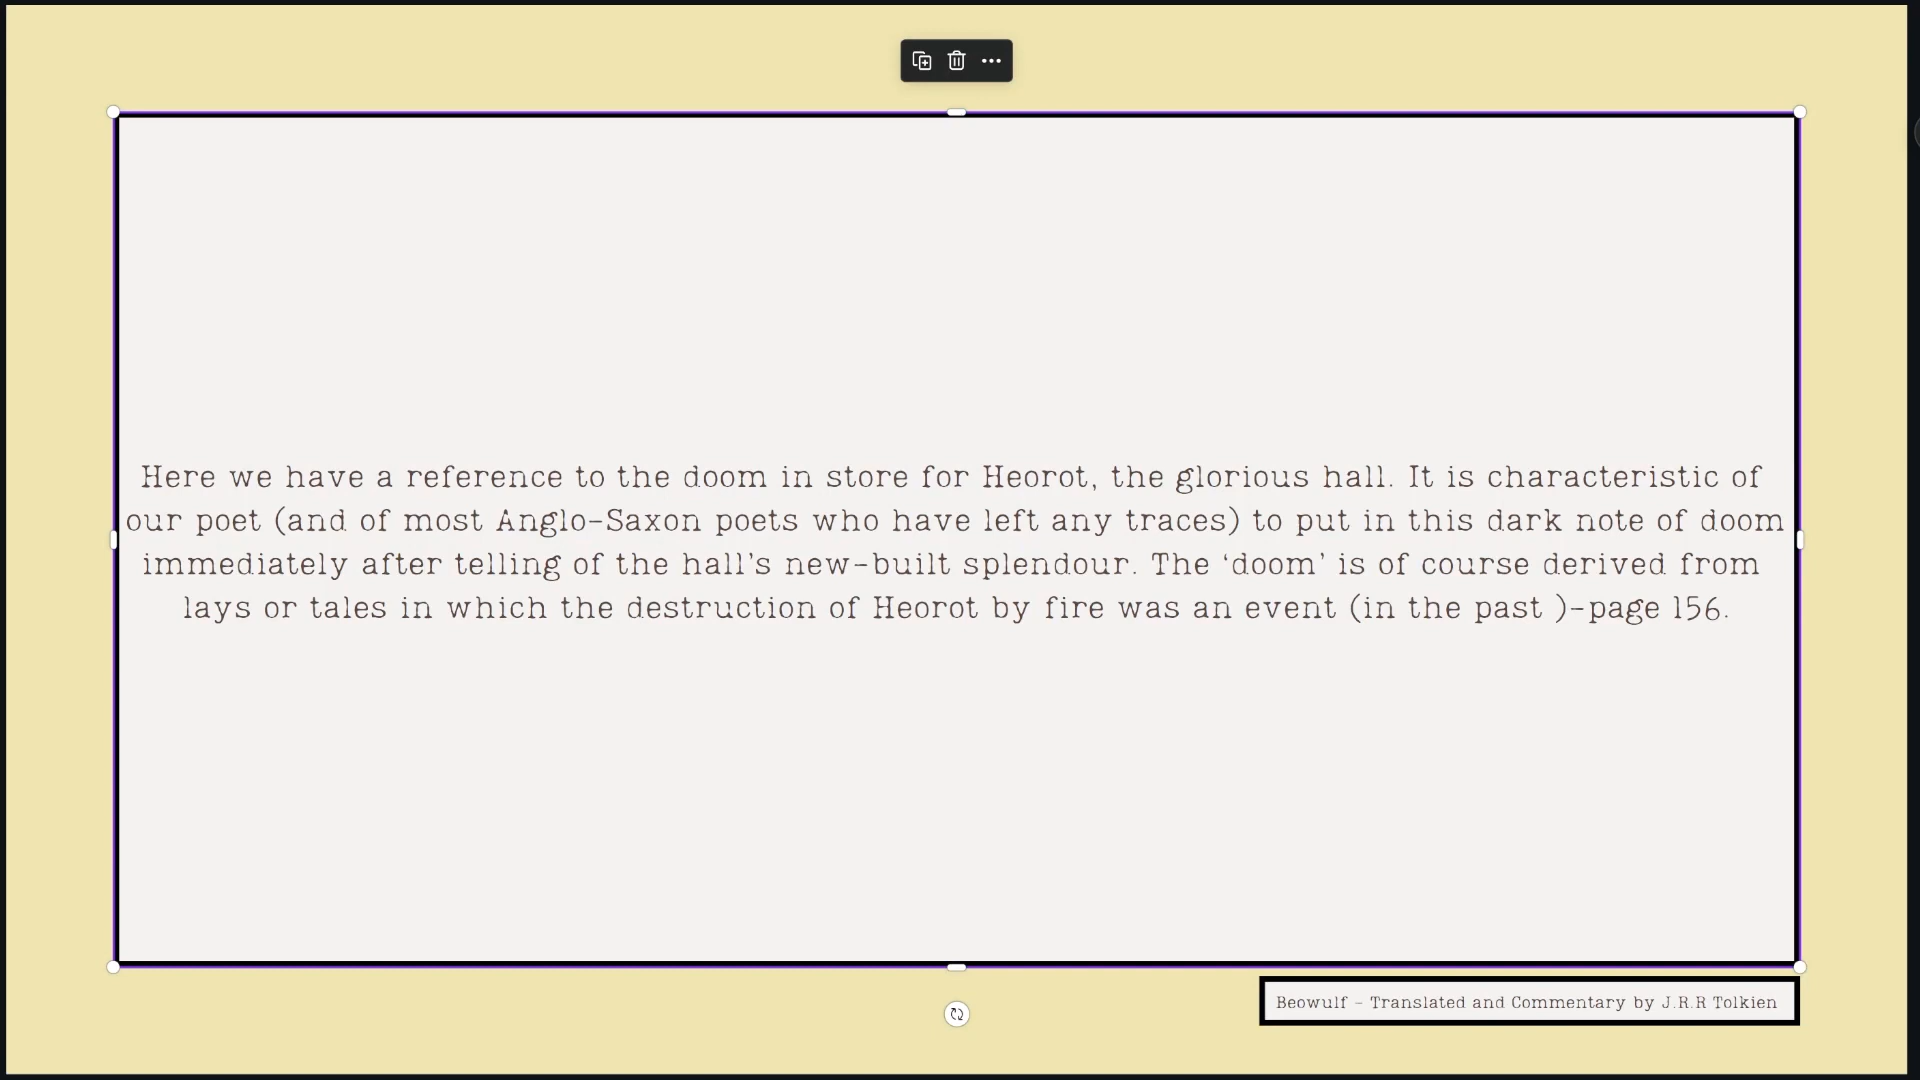 Here we have a reference to the doom in store for Heorot, the glorious hall. It is characteristic of
our poet (and of most Anglo-Saxon poets who have left any traces) to put in this dark note of doom
immediately after telling of the hall’s new-built splendour. The ‘doom’ is of course derived from
lays or tales in which the destruction of Heorot by fire was an event (in the past )-page 156.
Beowulf - Translated and Commentary by J.R.R Tolkien